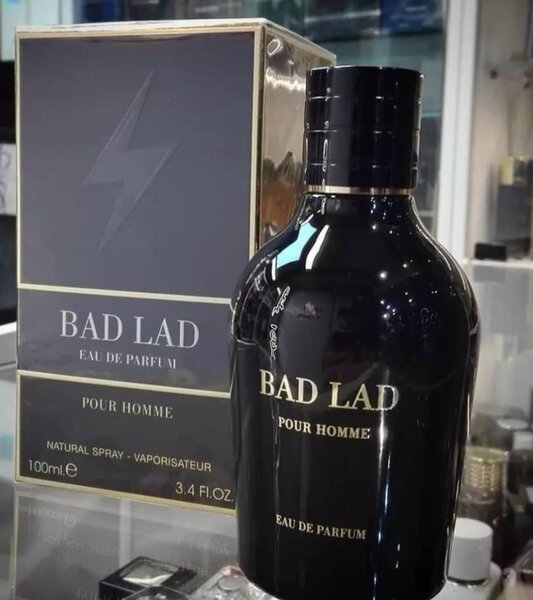 BAD LAD
EAU DE PARFUM
POUR HOMME
NATURAL SPRAY - VAPORISATEUR
100ml.e
3.4 Fl.OZ.
BAD LAD
POUR HOMME
EAU DE PARFUM